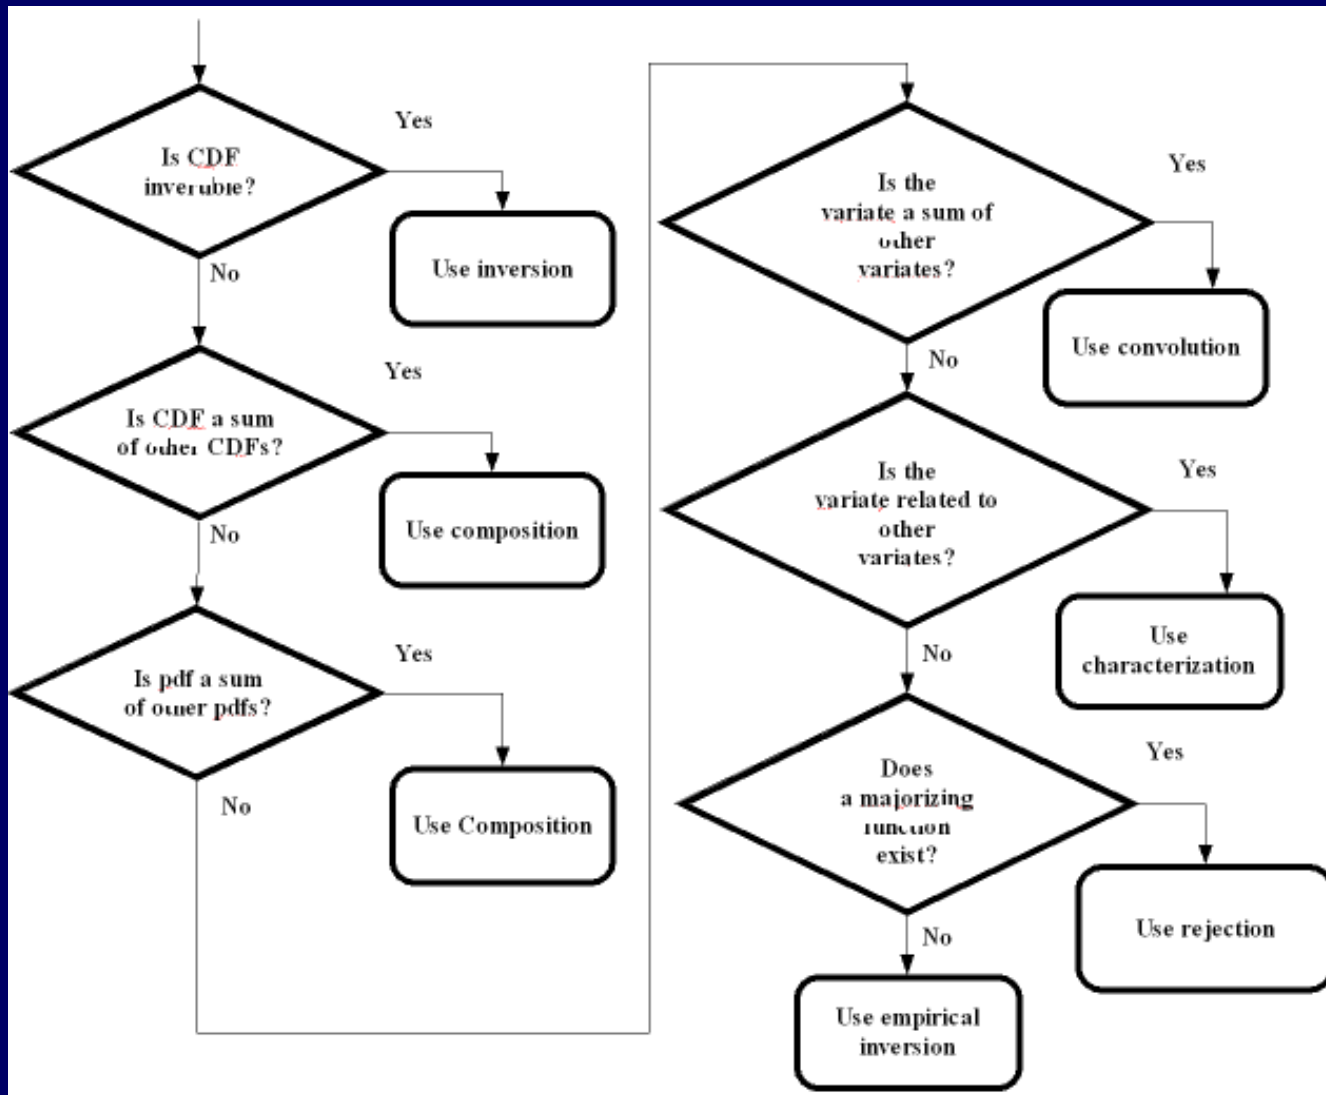 Yes
Is CDF
invertible?
Use inversion
No
Yes
Is CDF a sum
of other CDFs?
Use composition
No
Yes
Is pdf a sum
of other pdfs?
Use Composition
No
Yes
Is the
variate a sum of
other
variates?
Use convolution
No
Yes
Is the
variate related to
other
variates?
Use
characterization
No
Yes
Does
a majorizing
function
exist?
Use rejection
No
Use empirical
inversion